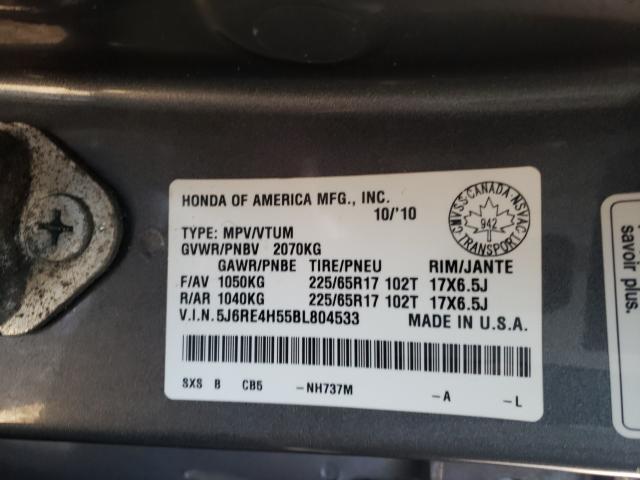 HONDA OF AMERICA MFG., INC.
10/'10
TYPE: MPV/VTUM
GVWR/PNBV 2070KG
GAWR/PNBE TIRE/PNEU RIM/JANTE
F/AV 1050KG 225/65R17 102T 17X6.5J
R/AR 1040KG 225/65R17 102T 17X6.5J
V.I.N.5J6RE4H55BL804533 MADE IN U.S.A.
SXS B CB5 -NH737M -A -L
CMVSS·CANADA·NSVAC
942
TRANSPORT
savoir plus.